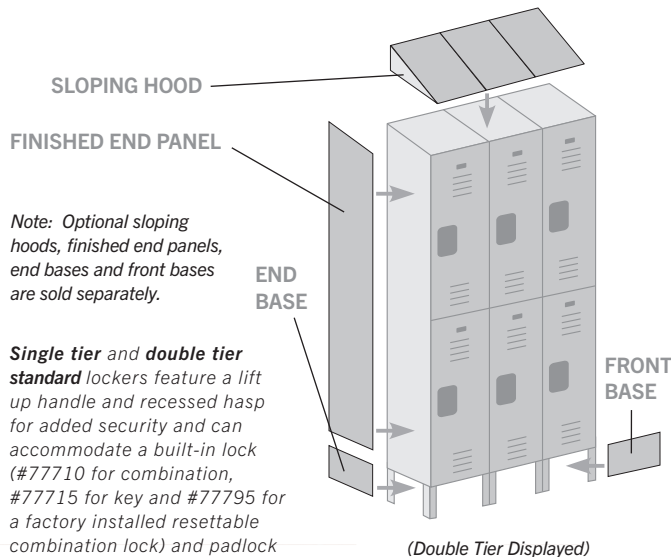 SLOPING HOOD
FINISHED END PANEL
Note: Optional sloping
hoods, finished end panels,
end bases and front bases
are sold separately.
END
BASE
Single tier and double tier
standard lockers feature a lift
up handle and recessed hasp
for added security and can
accommodate a built-in lock
(#77710 for combination,
#77715 for key and #77795 for
a factory installed resettable
combination lock) and padlock
FRONT
BASE
(Double Tier Displayed)